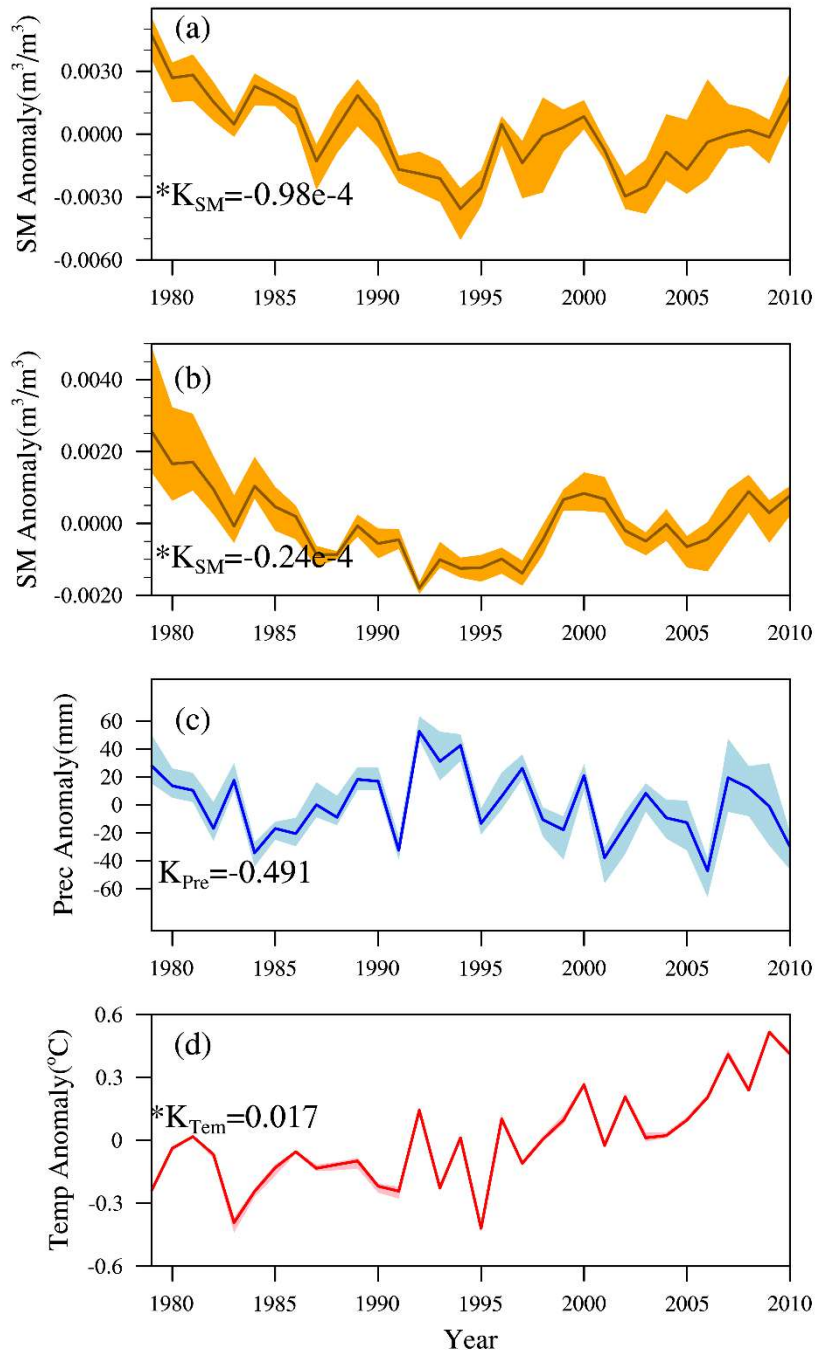 (a)
SM Anomaly(m³/m³)
0.0030
0.0000
-0.0030
-0.0060
*K_SM=-0.98e-4
1980 1985 1990 1995 2000 2005 2010
(b)
SM Anomaly(m³/m³)
0.0040
0.0020
0.0000
-0.0020
*K_SM=-0.24e-4
1980 1985 1990 1995 2000 2005 2010
(c)
Prec Anomaly(mm)
60
40
20
0
-20
-40
-60
K_Pre=-0.491
1980 1985 1990 1995 2000 2005 2010
(d)
Temp Anomaly(°C)
0.6
0.3
0
-0.3
-0.6
*K_Tem=0.017
1980 1985 1990 1995 2000 2005 2010
Year